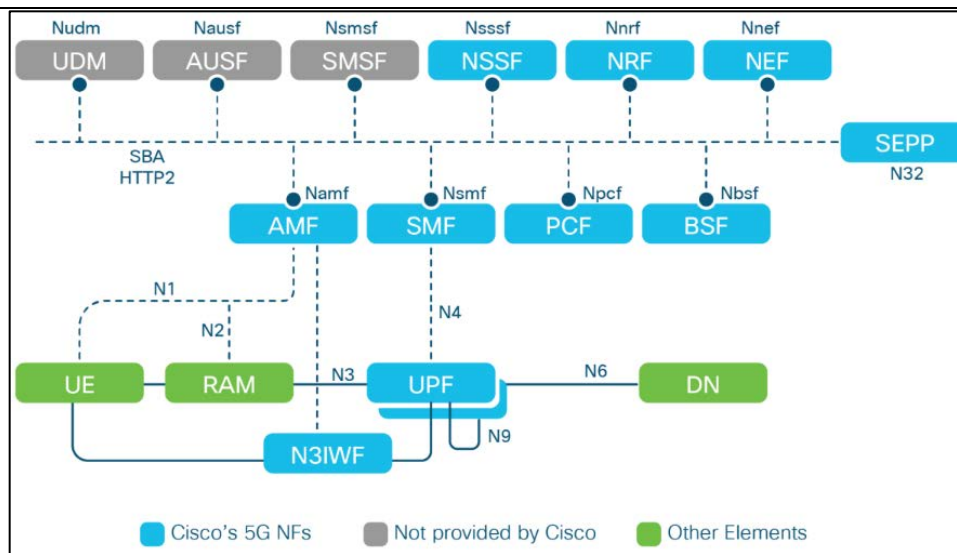 Nudm Nausf Nsmsf Nsssf Nnrf Nnef
UDM AUSF SMSF NSSF NRF NEF
SEPP
SBA
HTTP2
N32
Namf Nsmf Npcf Nbsf
AMF SMF PCF BSF
N1
N2 N4
UE RAM N3 UPF N6 DN
N9
N3IWF
Cisco's 5G NFs Not provided by Cisco Other Elements